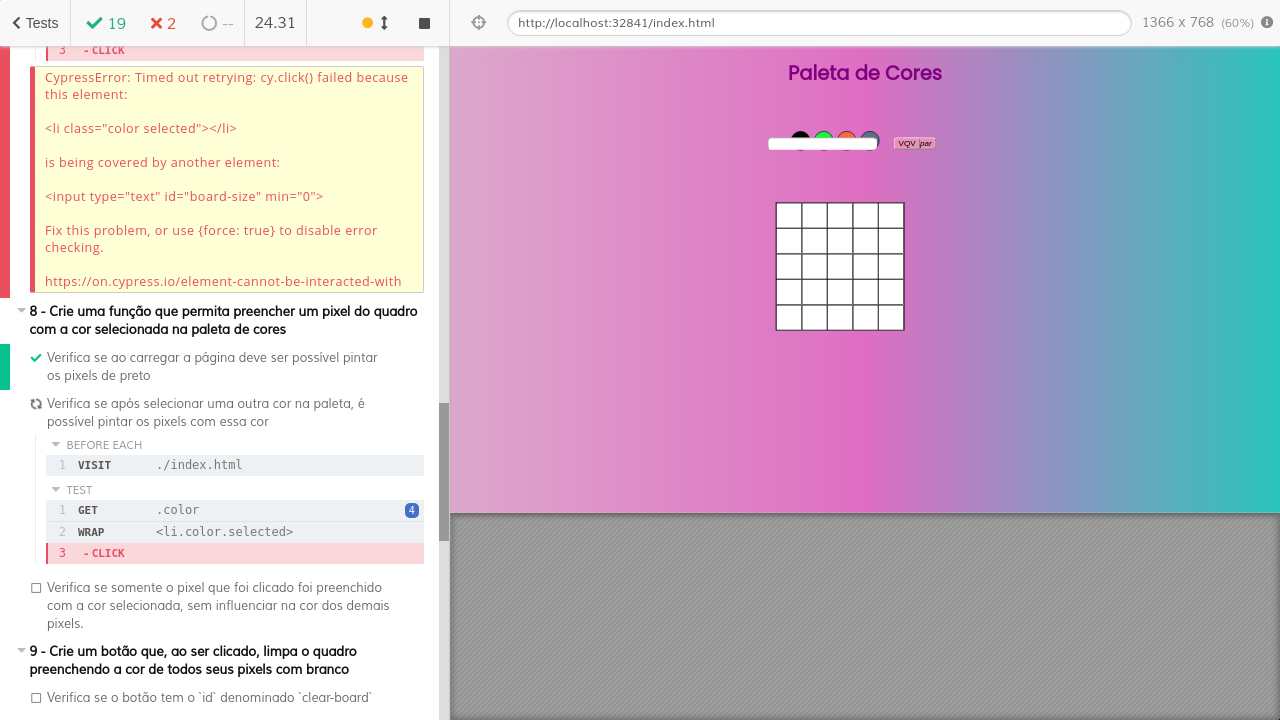 Tests
19
2
--
24.31
http://localhost:32841/index.html
1366 x 768 (60%)
3 - CLICK
CypressError: Timed out retrying: cy.click() failed because
this element:
<li class="color selected"></li>
is being covered by another element:
<input type="text" id="board-size" min="0">
Fix this problem, or use {force: true} to disable error
checking.
https://on.cypress.io/element-cannot-be-interacted-with
8 - Crie uma função que permita preencher um pixel do quadro
com a cor selecionada na paleta de cores
Verifica se ao carregar a página deve ser possível pintar
os pixels de preto
Verifica se após selecionar uma outra cor na paleta, é
possível pintar os pixels com essa cor
BEFORE EACH
1 VISIT ./index.html
TEST
1 GET .color 4
2 WRAP <li.color.selected>
3 - CLICK
Verifica se somente o pixel que foi clicado foi preenchido
com a cor selecionada, sem influenciar na cor dos demais
pixels.
9 - Crie um botão que, ao ser clicado, limpa o quadro
preenchendo a cor de todos seus pixels com branco
Verifica se o botão tem o `id` denominado `clear-board`
Paleta de Cores
VQV par